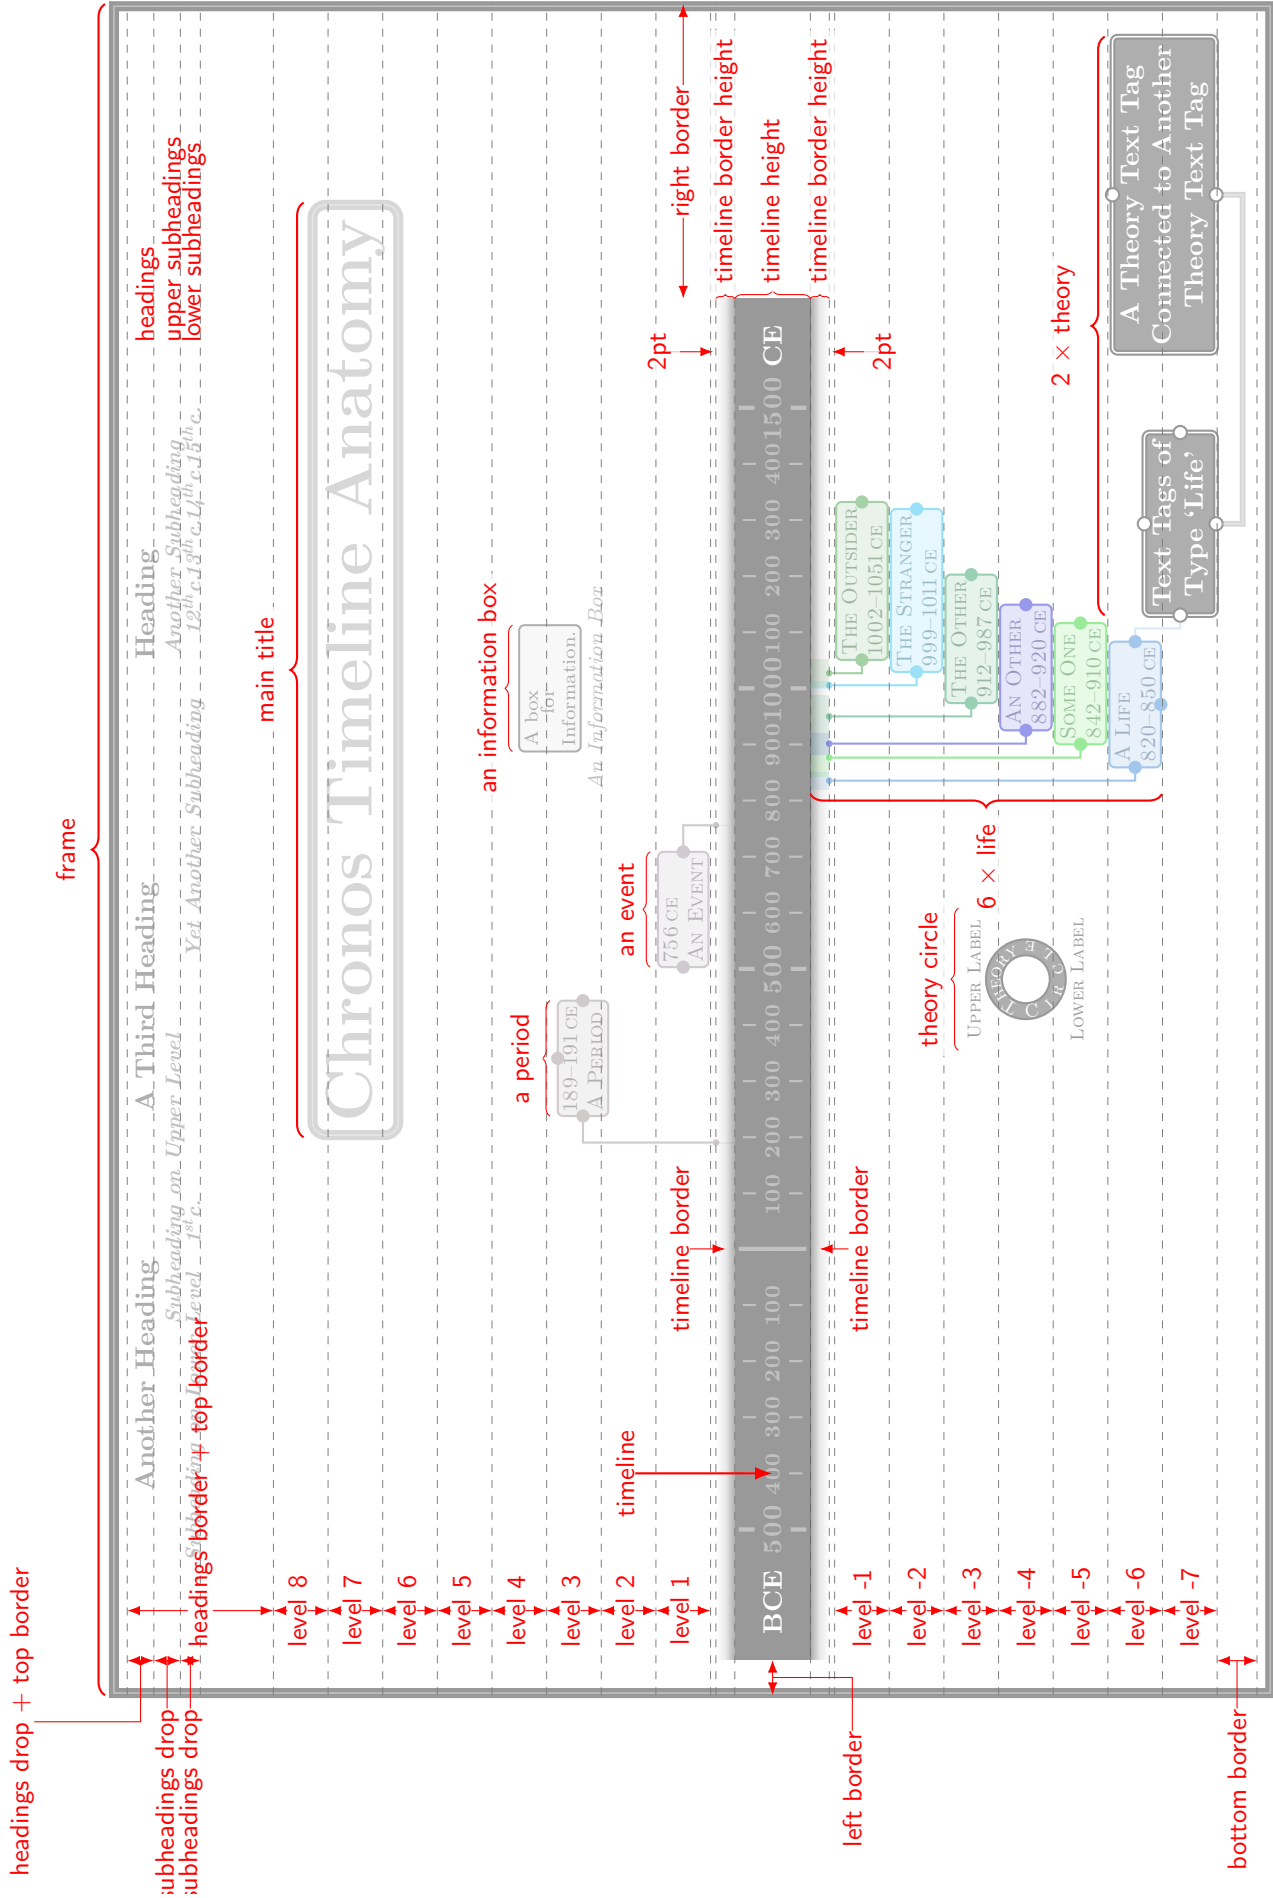 frame
headings
upper subheadings
lower subheadings
Another Heading
A Third Heading
Heading
Subheading on Upper Level
Another Subheading
Subheading on Lower Level
1st c.
Yet Another Subheading
12th c.
13th c.
14th c.
15th c.
headings drop + top border
subheadings drop
subheadings drop
headings border + top border
main title
Chronos Timeline Anatomy
level 8
level 7
level 6
level 5
level 4
level 3
level 2
level 1
an information box
A box
for
Information.
An Information Box
a period
189–191 CE
A Period
an event
756 CE
An Event
timeline
timeline border
2pt
right border
timeline border height
timeline height
timeline border height
BCE
500
400
300
200
100
100
200
300
400
500
600
700
800
900
1000
100
200
300
400
1500
CE
left border
timeline border
2pt
level -1
level -2
level -3
level -4
level -5
level -6
level -7
The Outsider
1002–1051 CE
The Stranger
999–1011 CE
The Other
912–987 CE
An Other
882–920 CE
Some One
842–910 CE
A Life
820–850 CE
6 × life
theory circle
Upper Label
Theory Circle
Lower Label
2 × theory
Text Tags of
Type ‘Life’
A Theory Text Tag
Connected to Another
Theory Text Tag
bottom border